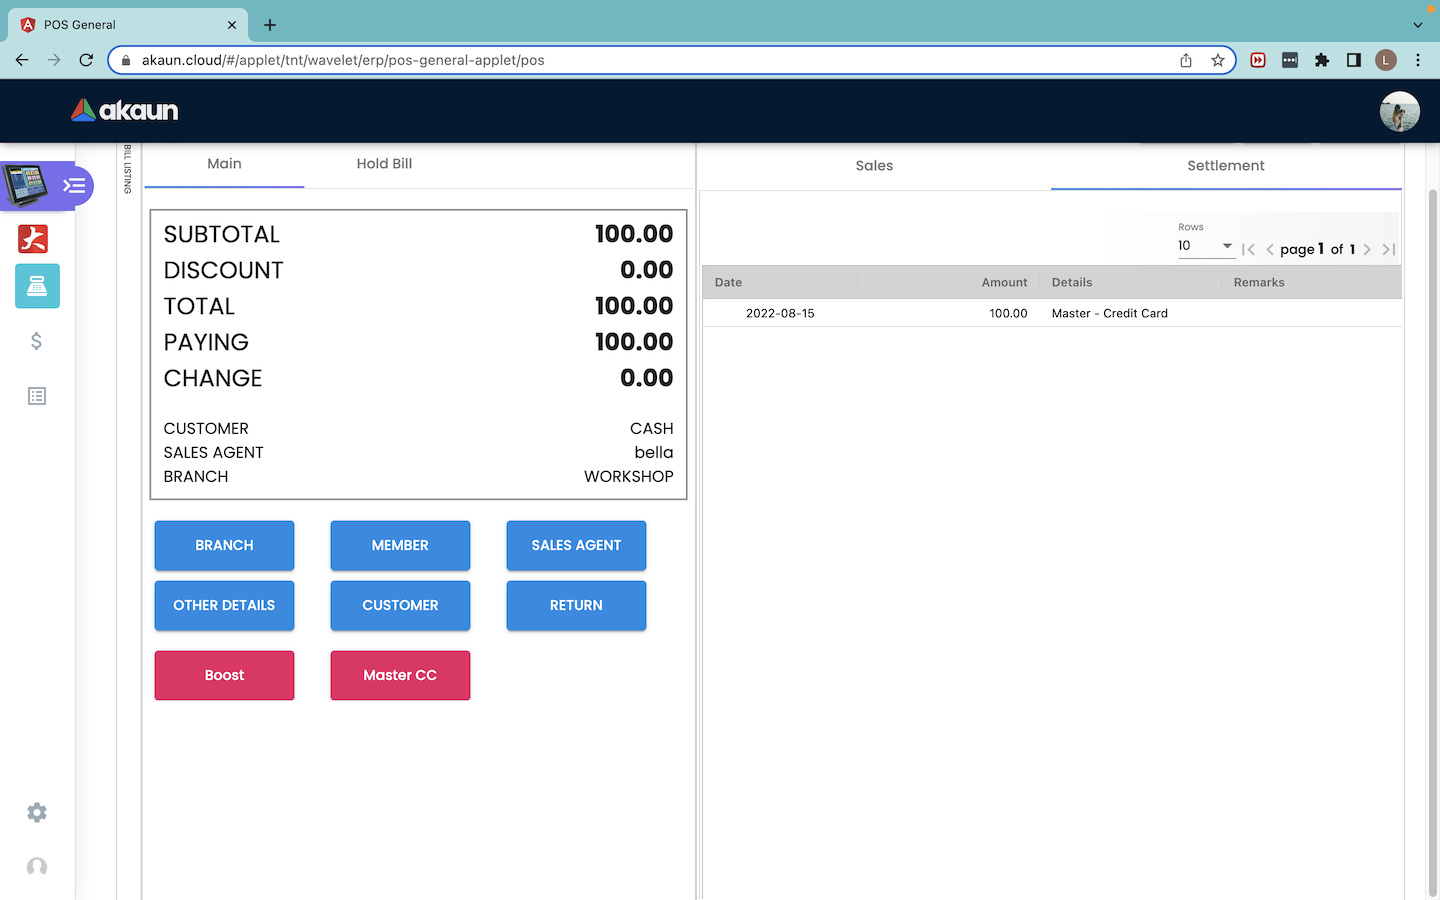 POS General
akaun.cloud/#/applet/tnt/wavelet/erp/pos-general-applet/pos
L
akaun
BILL LISTING
Main
Hold Bill
SUBTOTAL 100.00
DISCOUNT 0.00
TOTAL 100.00
PAYING 100.00
CHANGE 0.00
CUSTOMER CASH
SALES AGENT bella
BRANCH WORKSHOP
BRANCH
MEMBER
SALES AGENT
OTHER DETAILS
CUSTOMER
RETURN
Boost
Master CC
Sales
Settlement
Rows
10
page 1 of 1
Date Amount Details Remarks
2022-08-15 100.00 Master - Credit Card